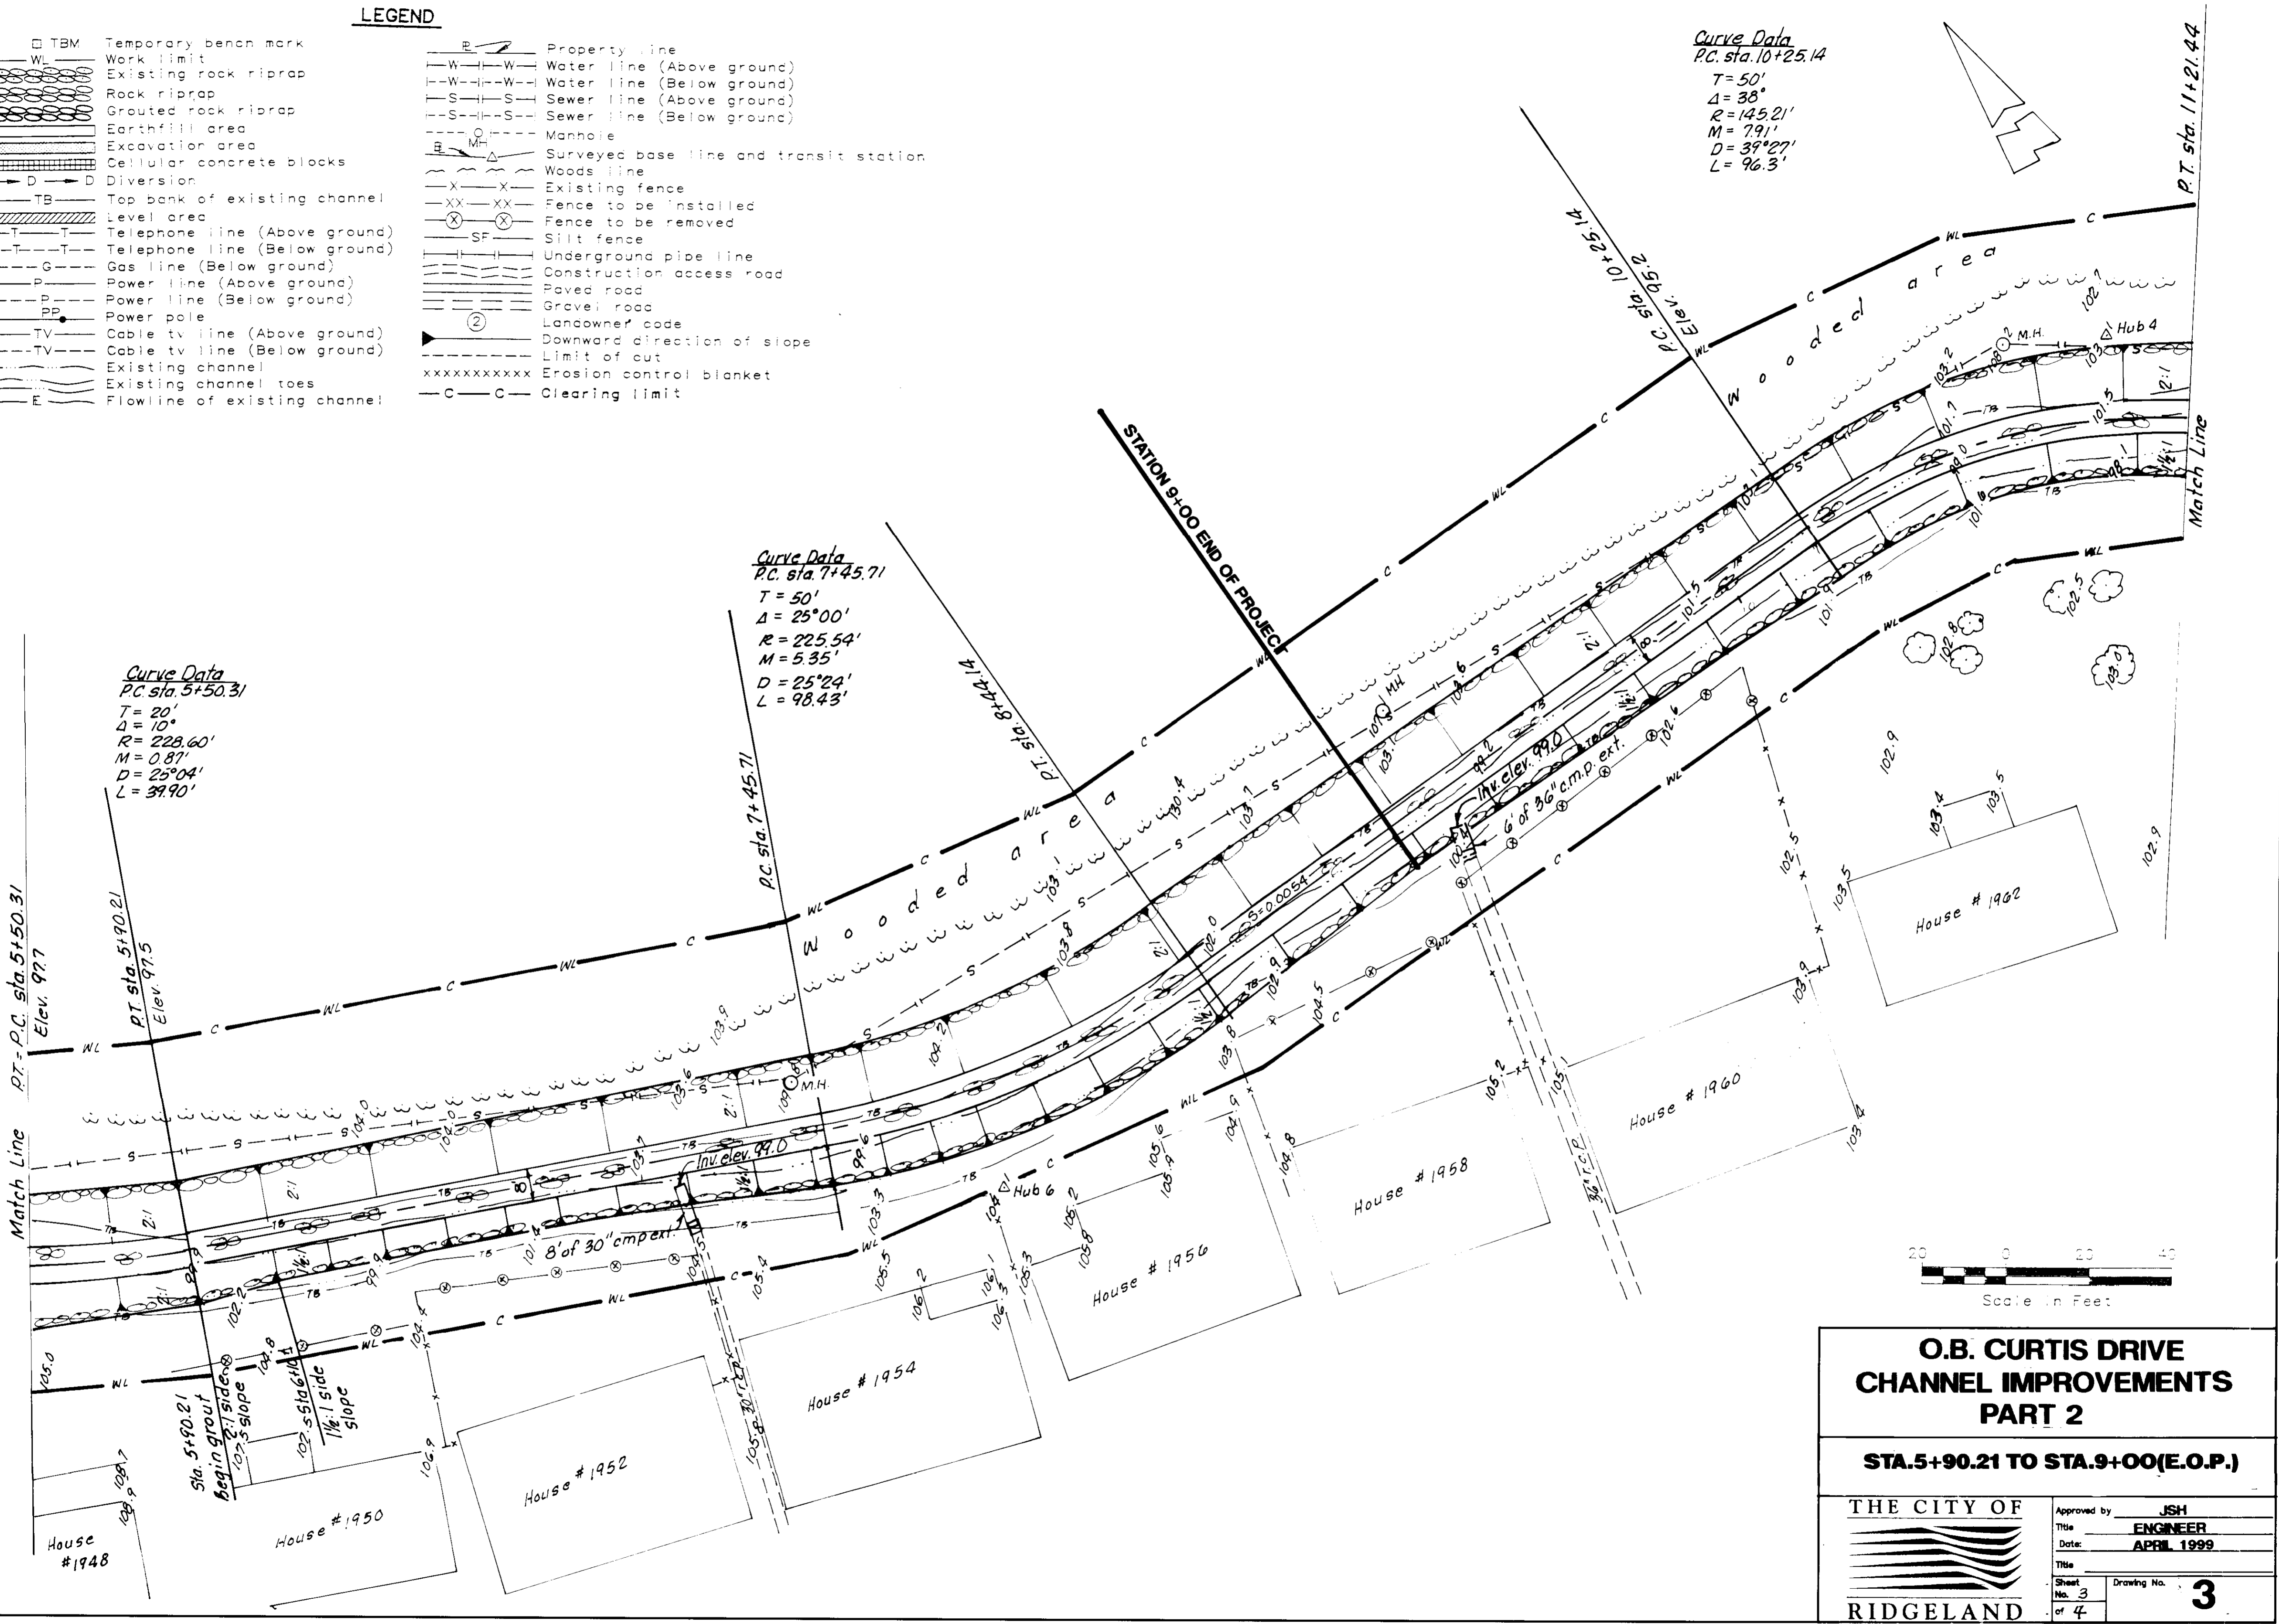 LEGEND
TBM Temporary bench mark
WL Work limit
Existing rock riprap
Rock riprap
Grouted rock riprap
Earthfill area
Excavation area
Cellular concrete blocks
D D Diversion
TB Top bank of existing channel
Level area
T T Telephone line (Above ground)
T T Telephone line (Below ground)
G Gas line (Below ground)
P Power line (Above ground)
P Power line (Below ground)
PP Power pole
TV Cable tv line (Above ground)
TV Cable tv line (Below ground)
Existing channel
Existing channel toes
E Flowline of existing channel
Property line
W W Water line (Above ground)
W W Water line (Below ground)
S S Sewer line (Above ground)
S S Sewer line (Below ground)
MH Manhole
Surveyed base line and transit station
Woods line
X X Existing fence
XX XX Fence to be installed
X X Fence to be removed
SF Silt fence
Underground pipe line
Construction access road
Paved road
Gravel road
2 Landowner code
Downward direction of slope
Limit of cut
xxxxxxxxxxx Erosion control blanket
C C Clearing limit
Curve Data
P.C. sta. 10+25.14
T = 50'
Δ = 38°
R = 145.21'
M = 7.91'
D = 39°27'
L = 96.3'
P.T. sta. 11+21.44
Match Line
P.C. sta. 10+25.14
Elev. 95.2
Wooded area
Hub 4
M.H.
STATION 9+00 END OF PROJECT
Curve Data
P.C. sta. 7+45.71
T = 50'
Δ = 25°00'
R = 225.54'
M = 5.35'
D = 25°24'
L = 98.43'
P.T. sta. 8+44.14
P.C. sta. 7+45.71
Wooded area
Curve Data
P.C. sta. 5+50.31
T = 20'
Δ = 10°
R = 228.60'
M = 0.87'
D = 25°04'
L = 39.90'
P.T. sta. 5+90.21
Elev. 97.5
P.T. = P.C. sta. 5+50.31
Elev. 97.7
Match Line
MH
M.H.
S=0.0054
Inv. elev. 99.0
6' of 36" c.m.p. ext.
Inv. elev. 99.0
8' of 30" cmp ext.
Hub 6
36" r.c.p.
30" r.c.p.
Sta. 5+90.21
begin grout
2:1 side
slope
Sta 6+10±
1½:1 side
slope
House #1948
House #1950
House #1952
House #1954
House #1956
House #1958
House #1960
House #1962
20 0 20 40
Scale in Feet
O.B. CURTIS DRIVE
CHANNEL IMPROVEMENTS
PART 2
STA.5+90.21 TO STA.9+00(E.O.P.)
THE CITY OF
RIDGELAND
Approved by JSH
Title ENGINEER
Date: APRIL 1999
Title
Sheet No. 3 of 4
Drawing No. 3